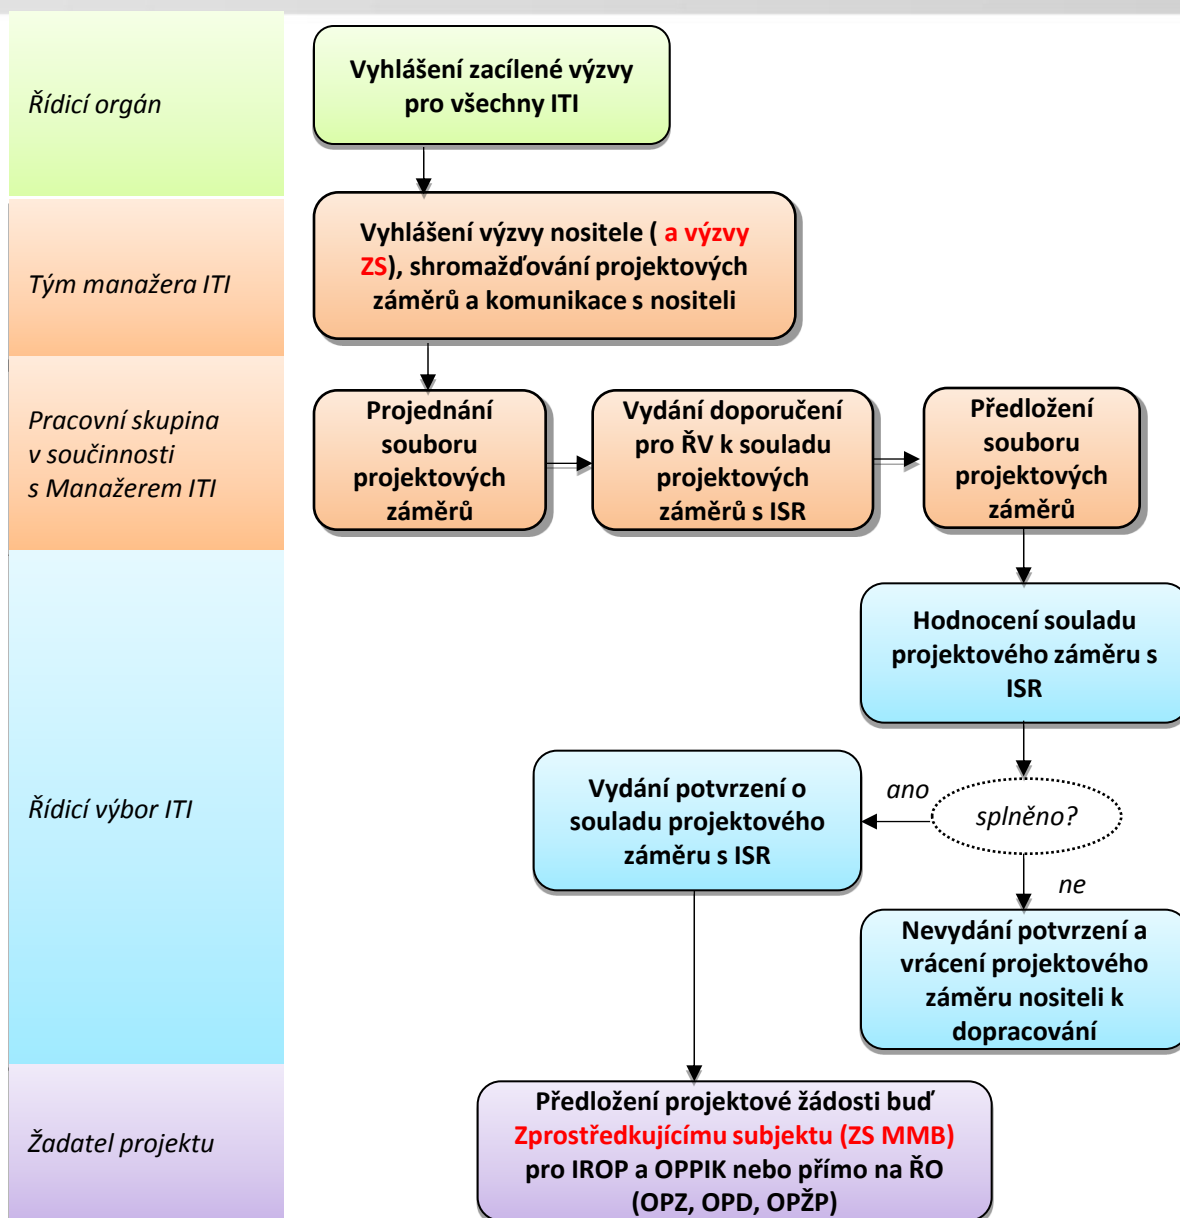 Řídicí orgán
Vyhlášení zacílené výzvy
pro všechny ITI
Tým manažera ITI
Vyhlášení výzvy nositele ( a výzvy
ZS), shromažďování projektových
záměrů a komunikace s nositeli
Pracovní skupina
v součinnosti
s Manažerem ITI
Projednání
souboru
projektových
záměrů
Vydání doporučení
pro ŘV k souladu
projektových
záměrů s ISR
Předložení
souboru
projektových
záměrů
Řídicí výbor ITI
Hodnocení souladu
projektového záměru s
ISR
splněno?
ano
Vydání potvrzení o
souladu projektového
záměru s ISR
ne
Nevydání potvrzení a
vrácení projektového
záměru nositeli k
dopracování
Žadatel projektu
Předložení projektové žádosti buď
Zprostředkujícímu subjektu (ZS MMB)
pro IROP a OPPIK nebo přímo na ŘO
(OPZ, OPD, OPŽP)